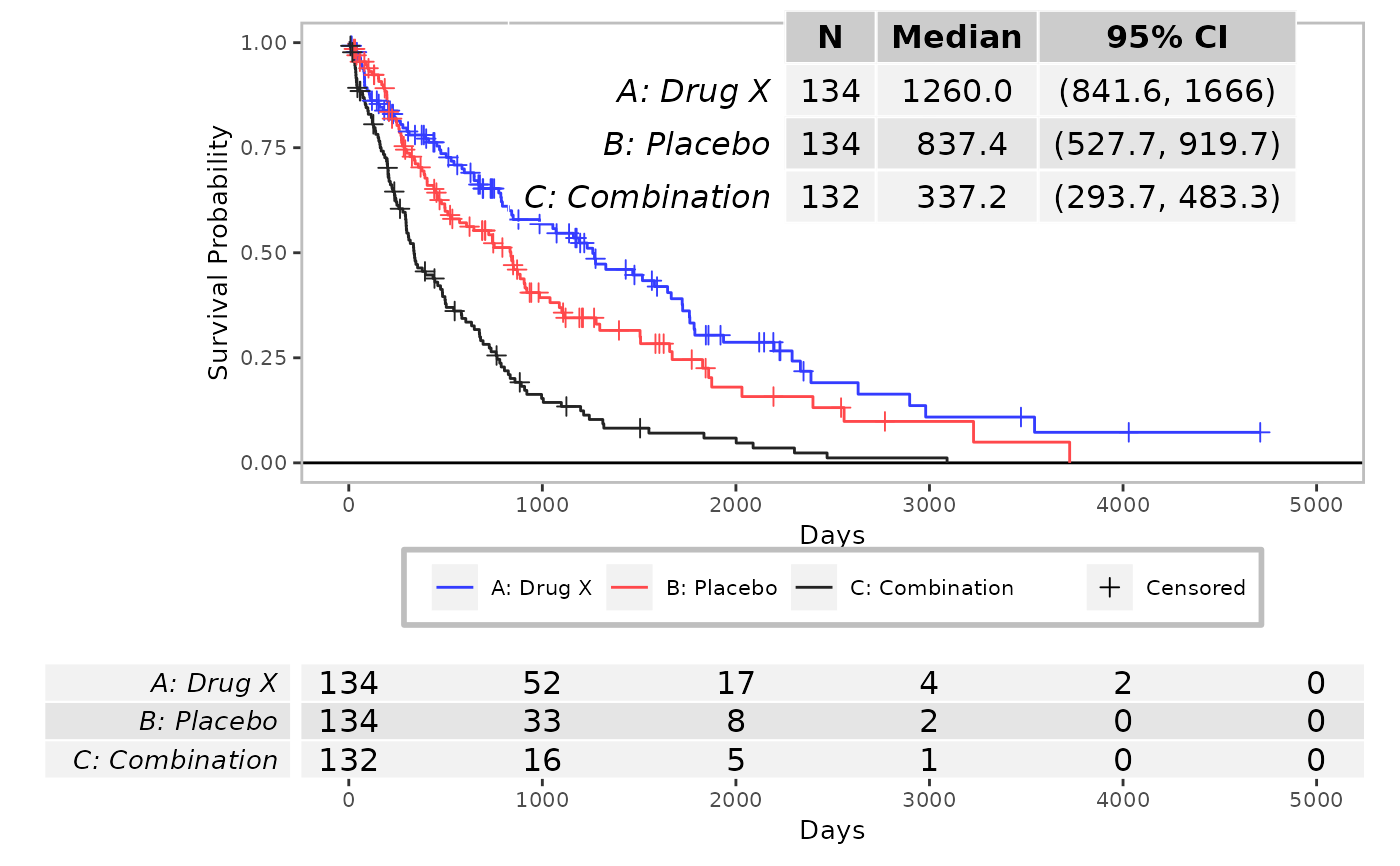 N Median 95% CI
A: Drug X 134 1260.0 (841.6, 1666)
B: Placebo 134 837.4 (527.7, 919.7)
C: Combination 132 337.2 (293.7, 483.3)
Survival Probability
1.00
0.75
0.50
0.25
0.00
0 1000 2000 3000 4000 5000
Days
A: Drug X B: Placebo C: Combination Censored
A: Drug X 134 52 17 4 2 0
B: Placebo 134 33 8 2 0 0
C: Combination 132 16 5 1 0 0
0 1000 2000 3000 4000 5000
Days